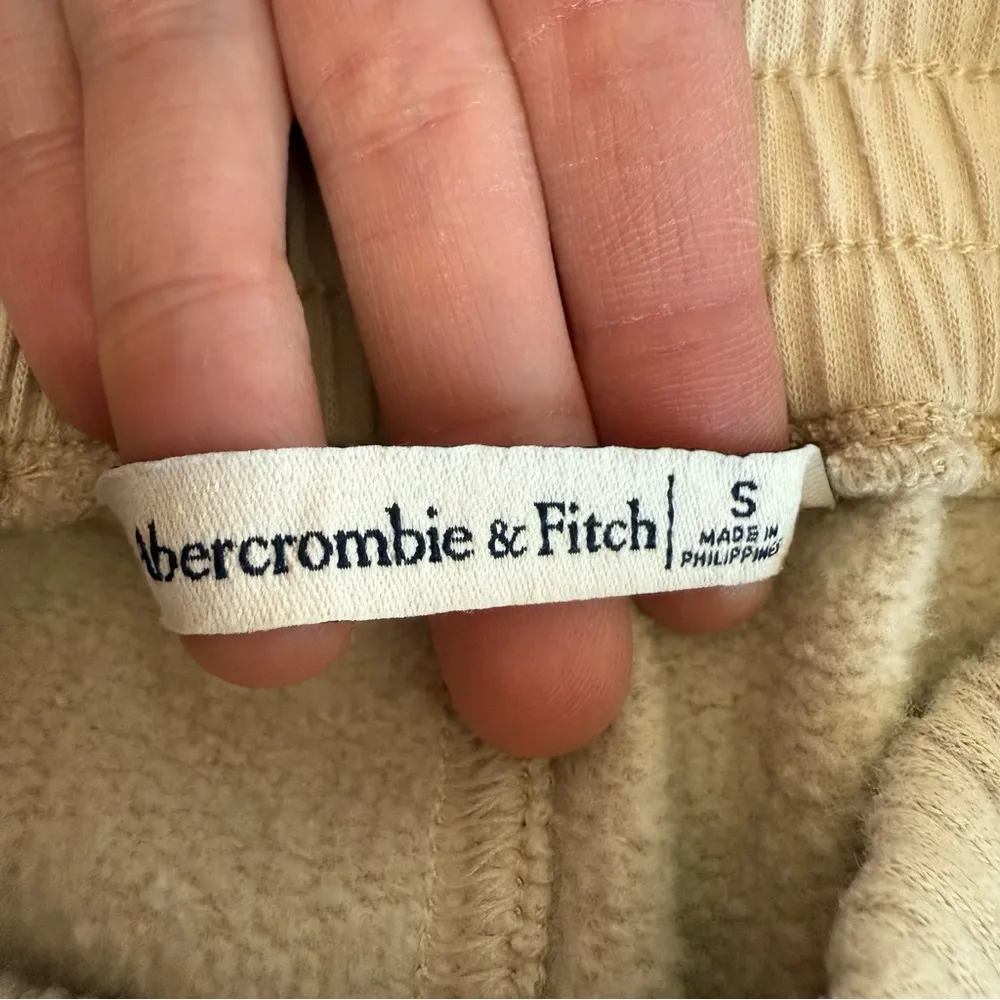 Abercrombie & Fitch
S
MADE IN
PHILIPPINES